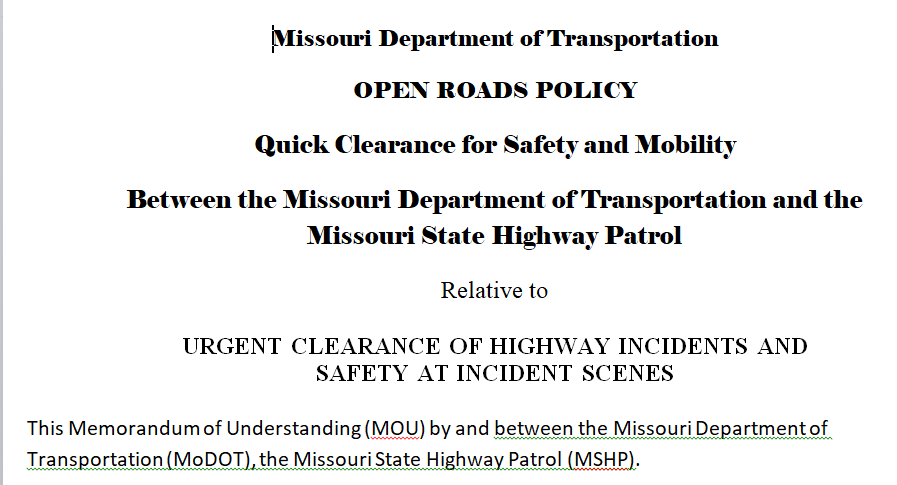 Missouri Department of Transportation
OPEN ROADS POLICY
Quick Clearance for Safety and Mobility
Between the Missouri Department of Transportation and the
Missouri State Highway Patrol
Relative to
URGENT CLEARANCE OF HIGHWAY INCIDENTS AND
SAFETY AT INCIDENT SCENES
This Memorandum of Understanding (MOU) by and between the Missouri Department of
Transportation (MoDOT), the Missouri State Highway Patrol (MSHP).